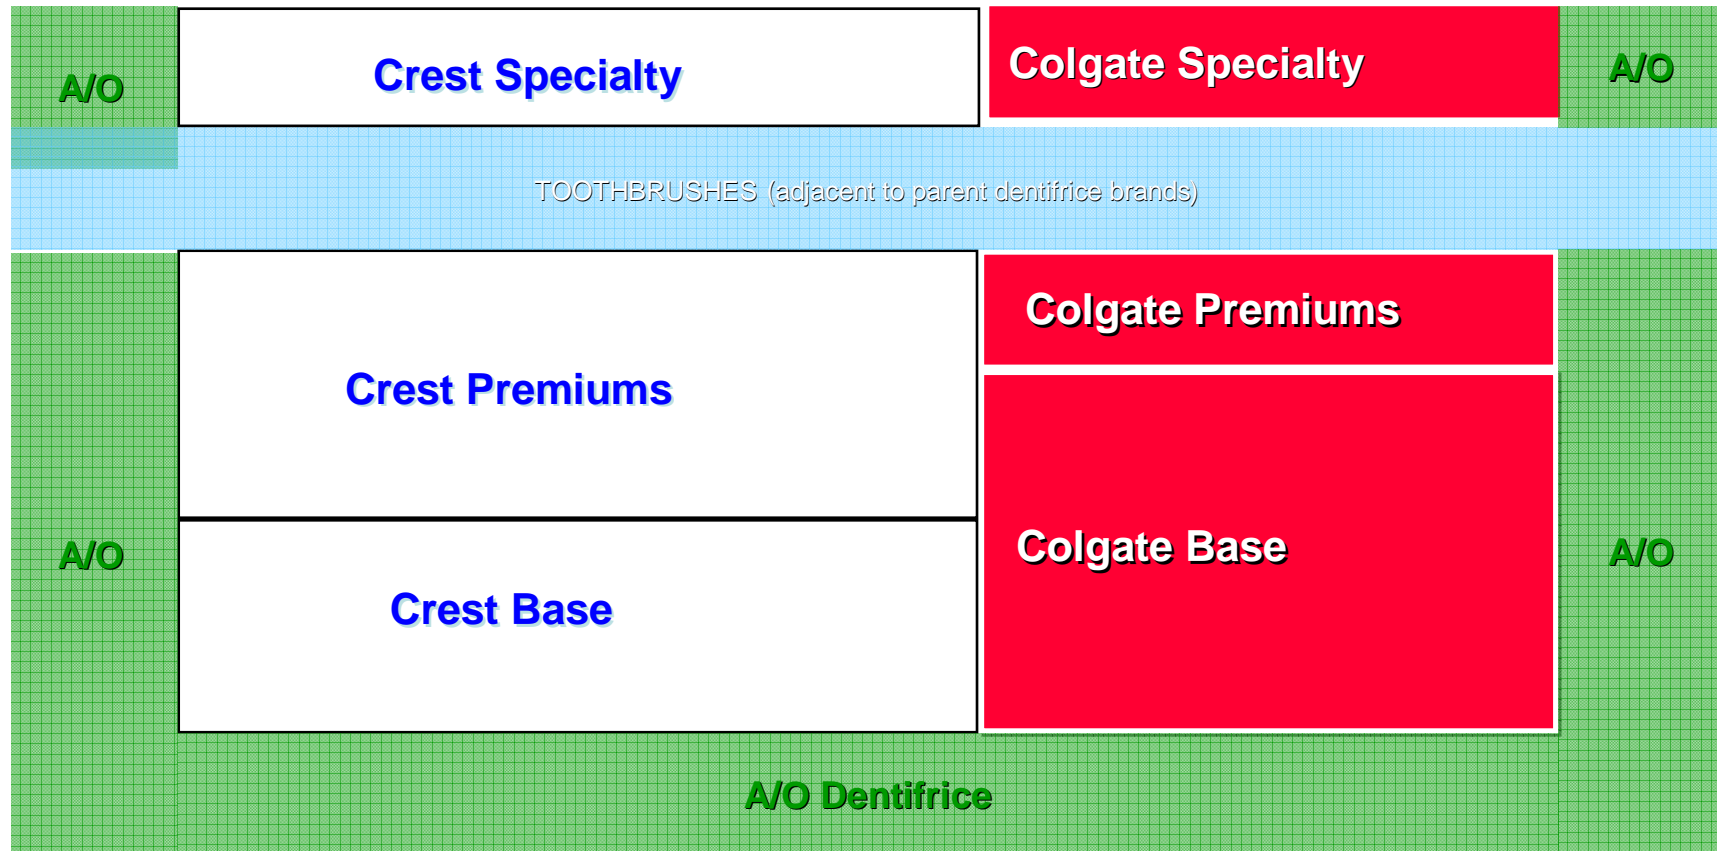 A/O
Crest Specialty
Colgate Specialty
A/O
TOOTHBRUSHES (adjacent to parent dentifrice brands)
Colgate Premiums
Crest Premiums
A/O
Colgate Base
A/O
Crest Base
A/O Dentifrice